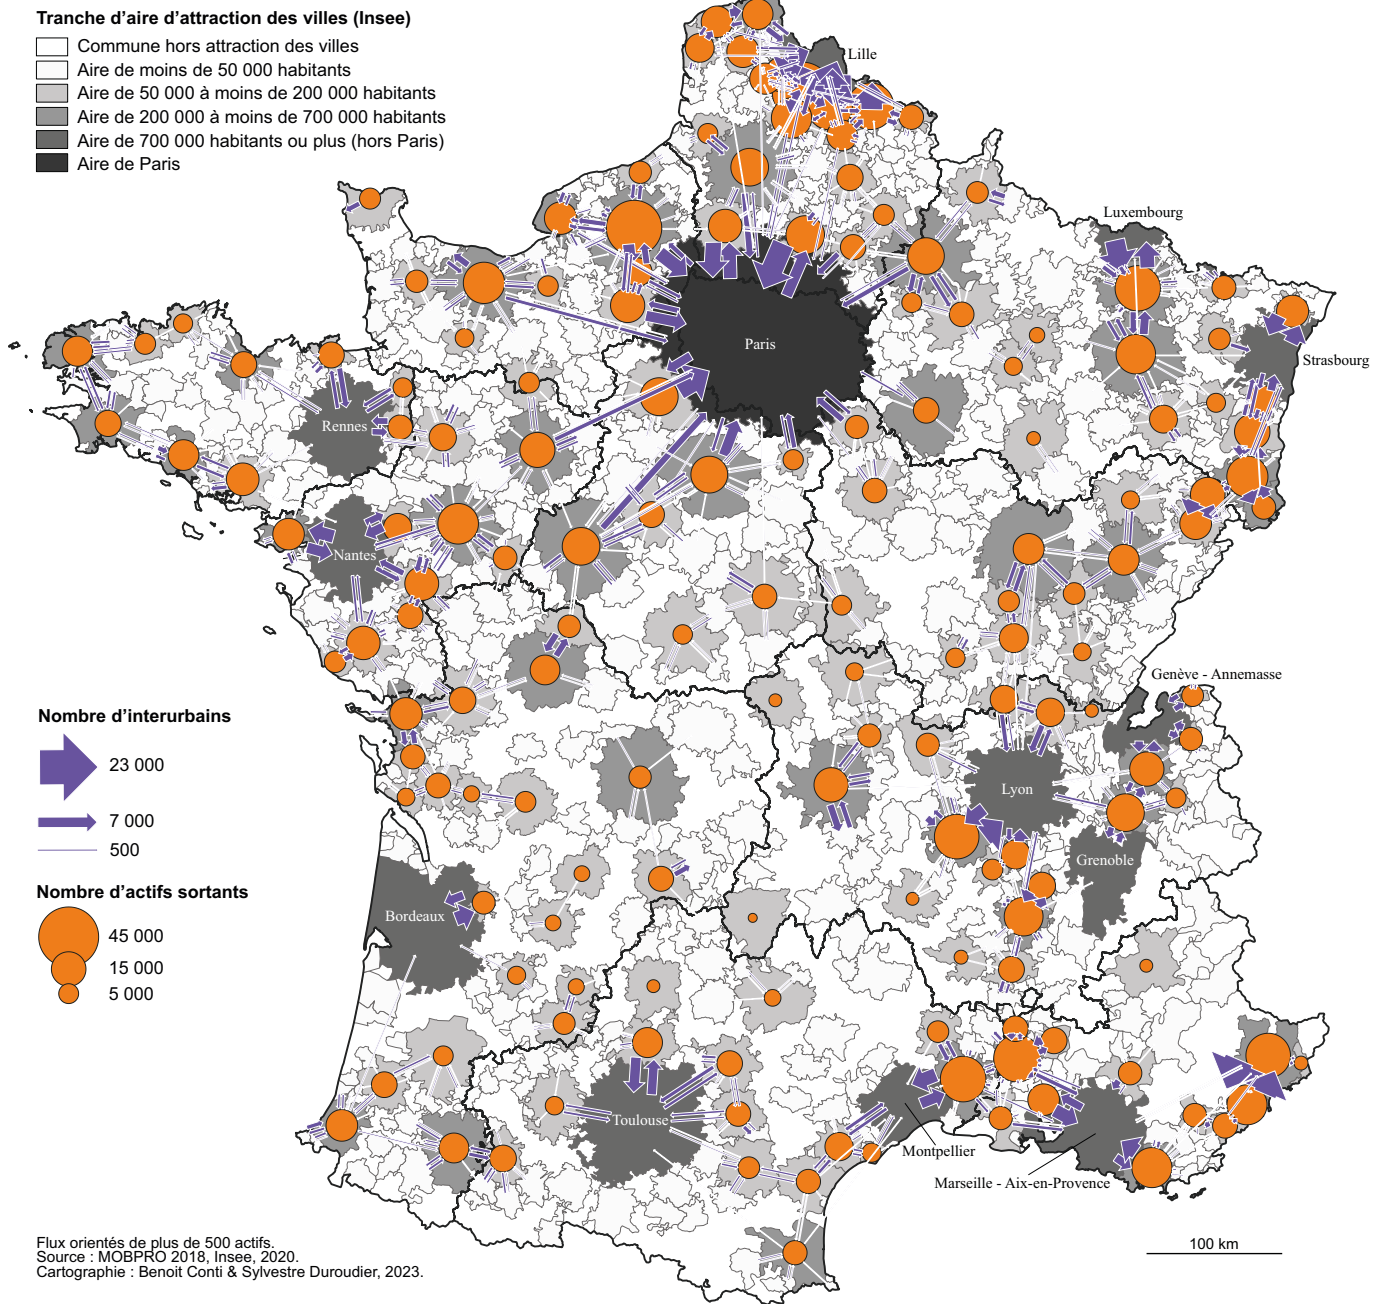 Tranche d’aire d’attraction des villes (Insee)
Commune hors attraction des villes
Aire de moins de 50 000 habitants
Aire de 50 000 à moins de 200 000 habitants
Aire de 200 000 à moins de 700 000 habitants
Aire de 700 000 habitants ou plus (hors Paris)
Aire de Paris
Lille
Luxembourg
Paris
Strasbourg
Rennes
Nantes
Genève - Annemasse
Nombre d’interurbains
23 000
7 000
500
Lyon
Grenoble
Nombre d’actifs sortants
45 000
15 000
5 000
Bordeaux
Toulouse
Montpellier
Marseille - Aix-en-Provence
Flux orientés de plus de 500 actifs.
Source : MOBPRO 2018, Insee, 2020.
Cartographie : Benoit Conti & Sylvestre Duroudier, 2023.
100 km